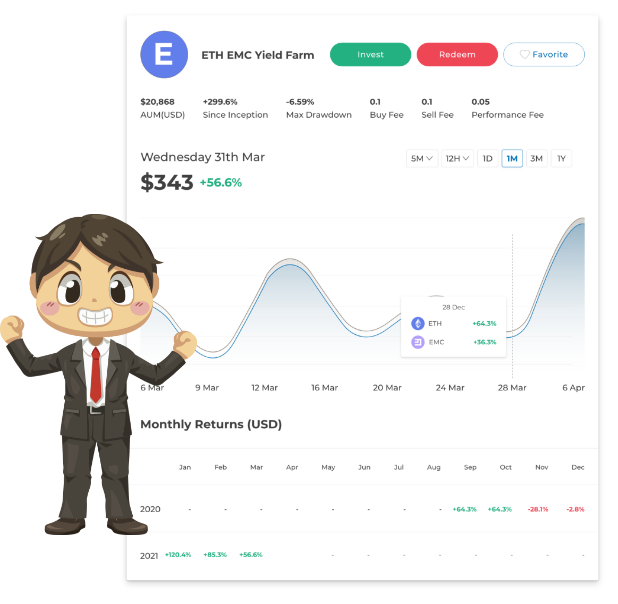 E
ETH EMC Yield Farm
Invest
Redeem
Favorite
$20,868 +299.6% -6.59% 0.1 0.1 0.05
AUM(USD) Since Inception Max Drawdown Buy Fee Sell Fee Performance Fee
Wednesday 31th Mar
5M 12H 1D 1M 3M 1Y
$343 +56.6%
28 Dec
ETH +64.3%
EMC +36.3%
6 Mar 9 Mar 12 Mar 16 Mar 20 Mar 24 Mar 28 Mar 6 Apr
Monthly Returns (USD)
Jan Feb Mar Apr May Jun Jul Aug Sep Oct Nov Dec
2020 - - - - - - - - +64.3% +64.3% -28.1% -2.8%
2021 +120.4% +85.3% +56.6% - - - - - - - -